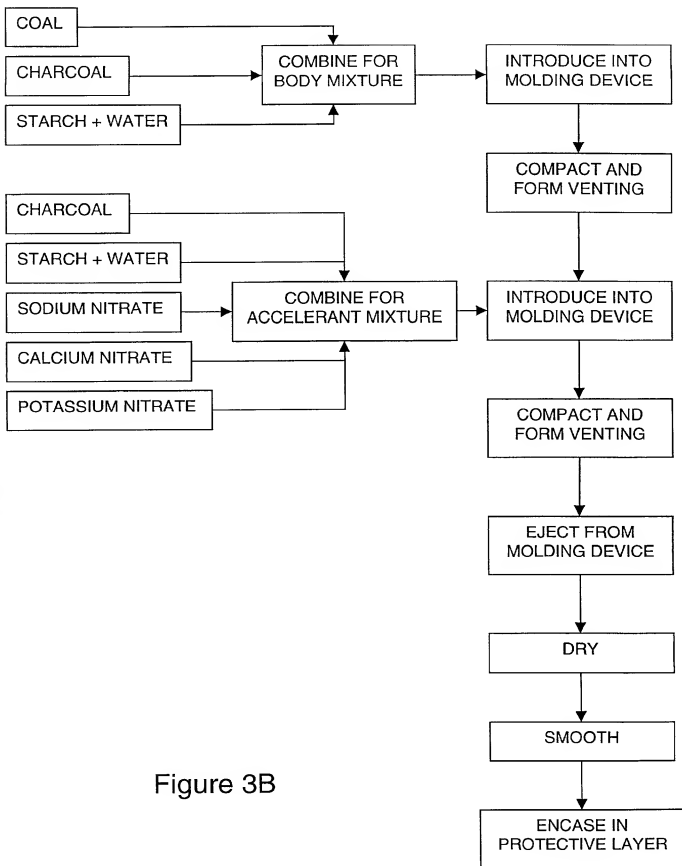 COAL
CHARCOAL
STARCH + WATER
COMBINE FOR
BODY MIXTURE
INTRODUCE INTO
MOLDING DEVICE
COMPACT AND
FORM VENTING
CHARCOAL
STARCH + WATER
SODIUM NITRATE
CALCIUM NITRATE
POTASSIUM NITRATE
COMBINE FOR
ACCELERANT MIXTURE
INTRODUCE INTO
MOLDING DEVICE
COMPACT AND
FORM VENTING
EJECT FROM
MOLDING DEVICE
DRY
SMOOTH
ENCASE IN
PROTECTIVE LAYER
Figure 3B